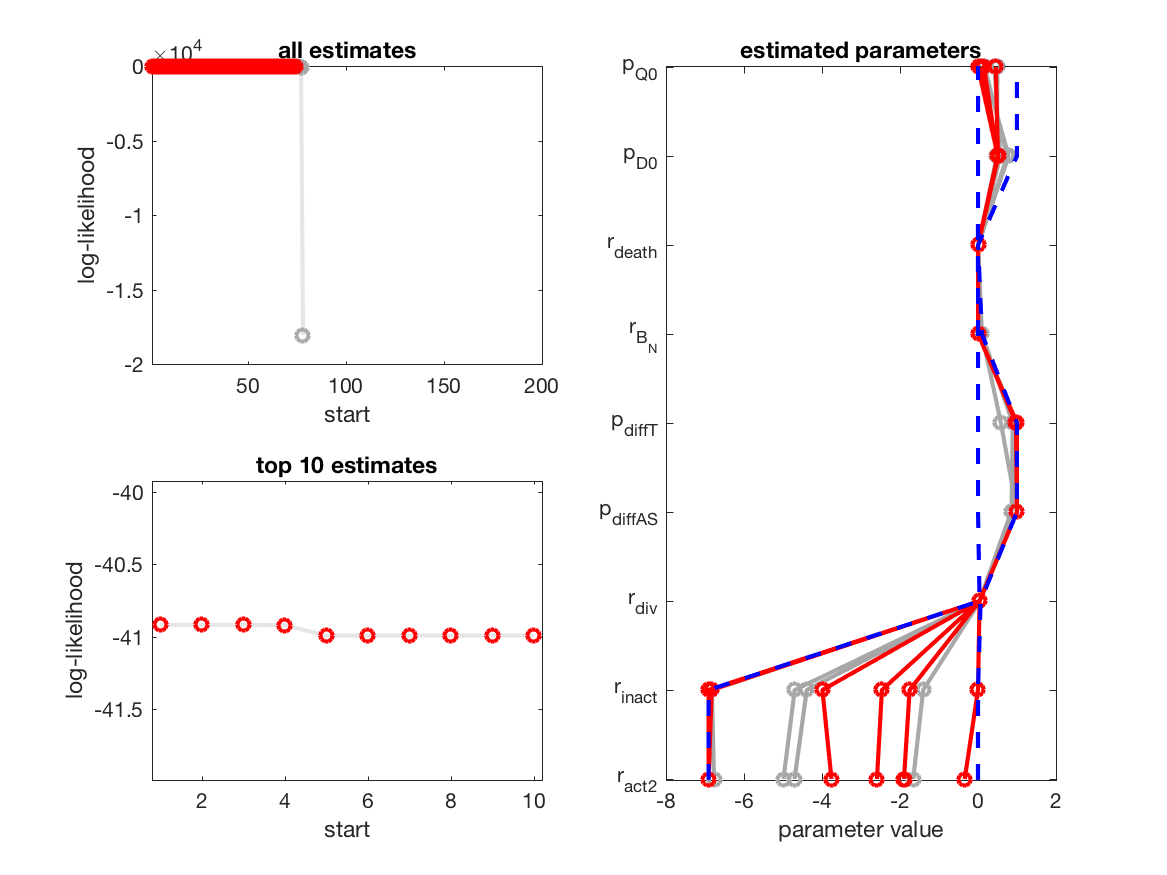 all estimates
×10^4
0
-0.5
-1
-1.5
-2
50
100
150
200
log-likelihood
start
top 10 estimates
-40
-40.5
-41
-41.5
2
4
6
8
10
log-likelihood
start
estimated parameters
p_Q0
p_D0
r_death
r_B_N
p_diffT
p_diffAS
r_div
r_inact
r_act2
-8
-6
-4
-2
0
2
parameter value